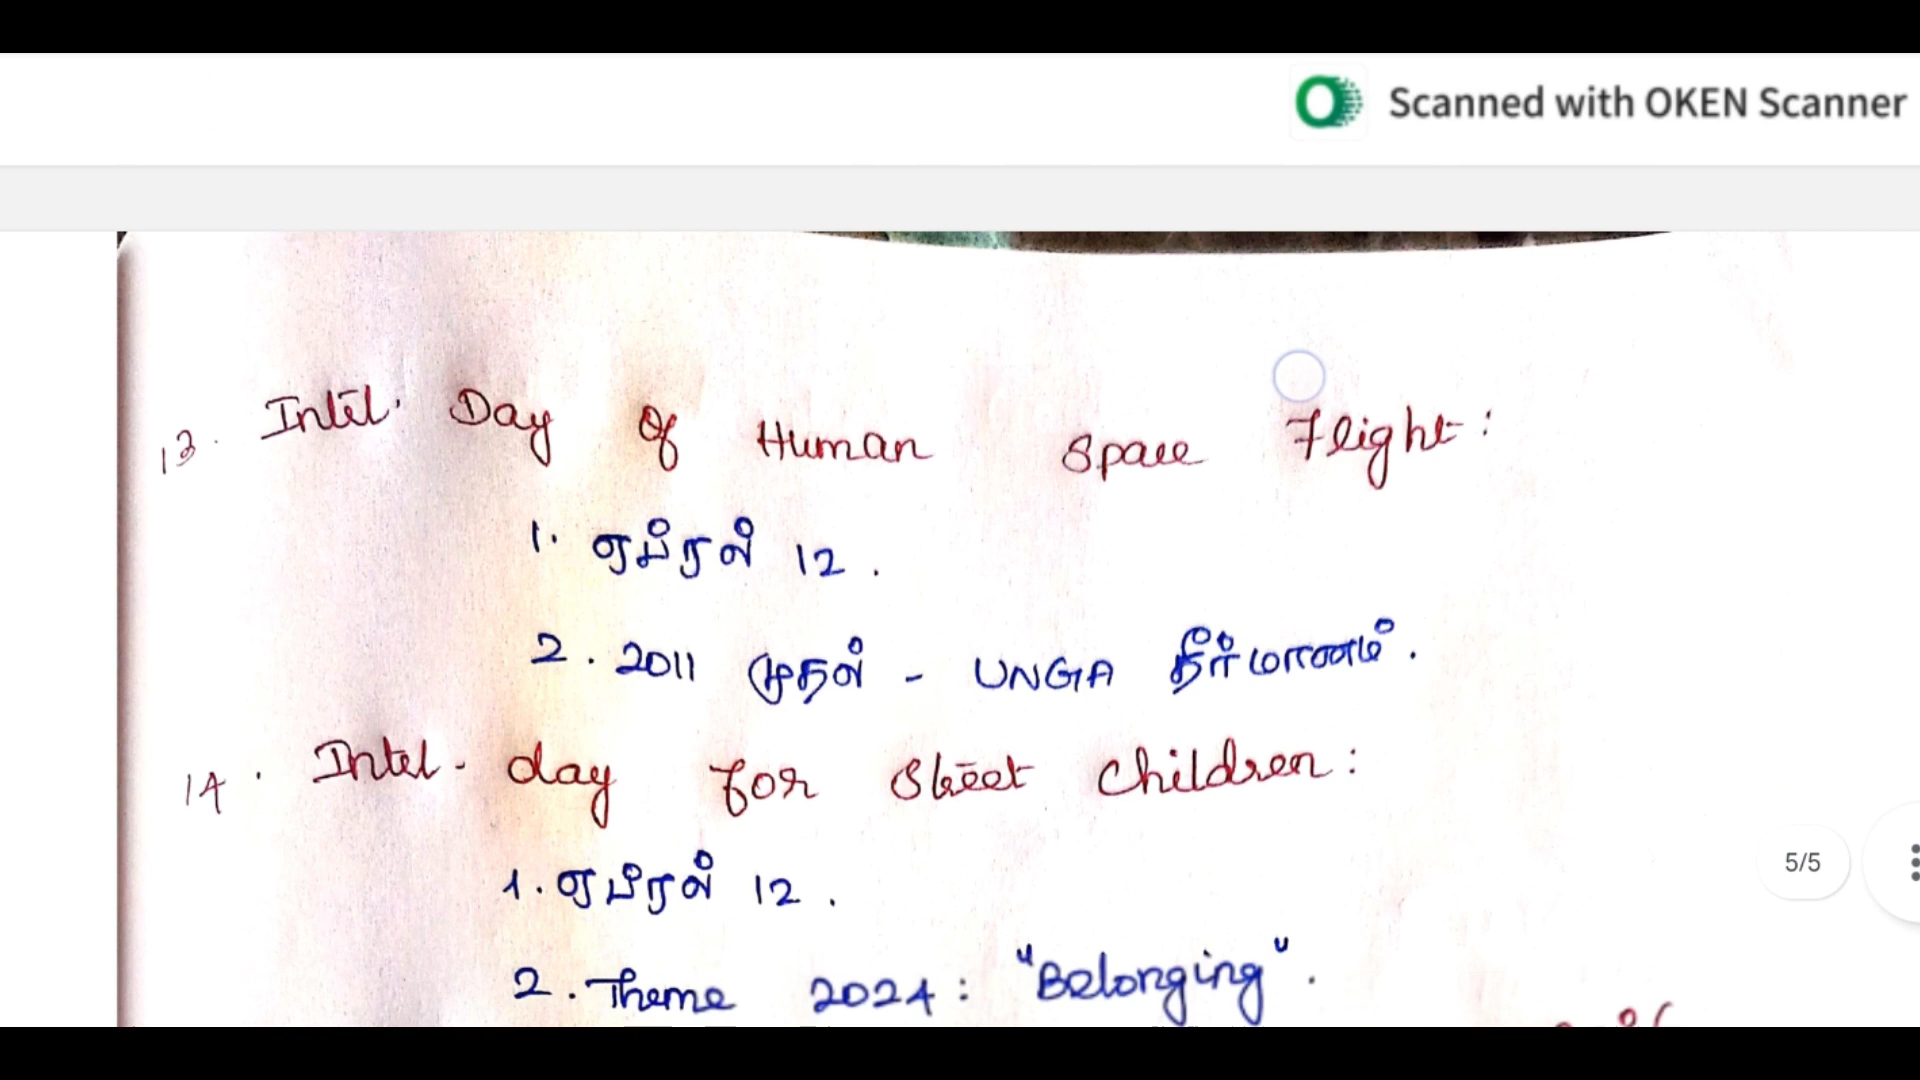 Scanned with OKEN Scanner
13. Intl. Day Of Human Space Flight:
1. ஏப்ரல் 12.
2. 2011 முதல் - UNGA தீர்மானம்.
14. Intel. day for Street Children:
1. ஏப்ரல் 12.
2. Theme 2024: "Belonging".
5/5